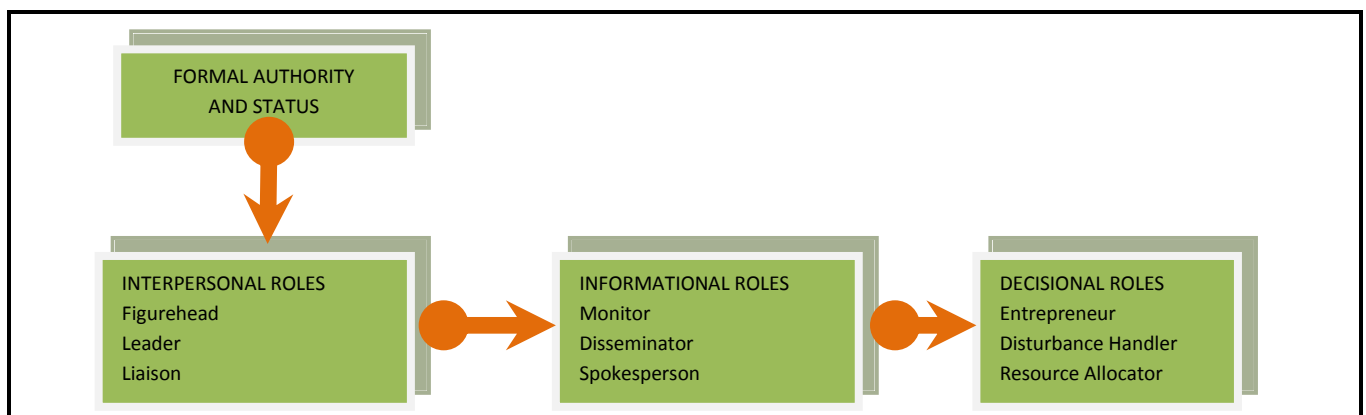 FORMAL AUTHORITY
AND STATUS
INTERPERSONAL ROLES
Figurehead
Leader
Liaison
INFORMATIONAL ROLES
Monitor
Disseminator
Spokesperson
DECISIONAL ROLES
Entrepreneur
Disturbance Handler
Resource Allocator